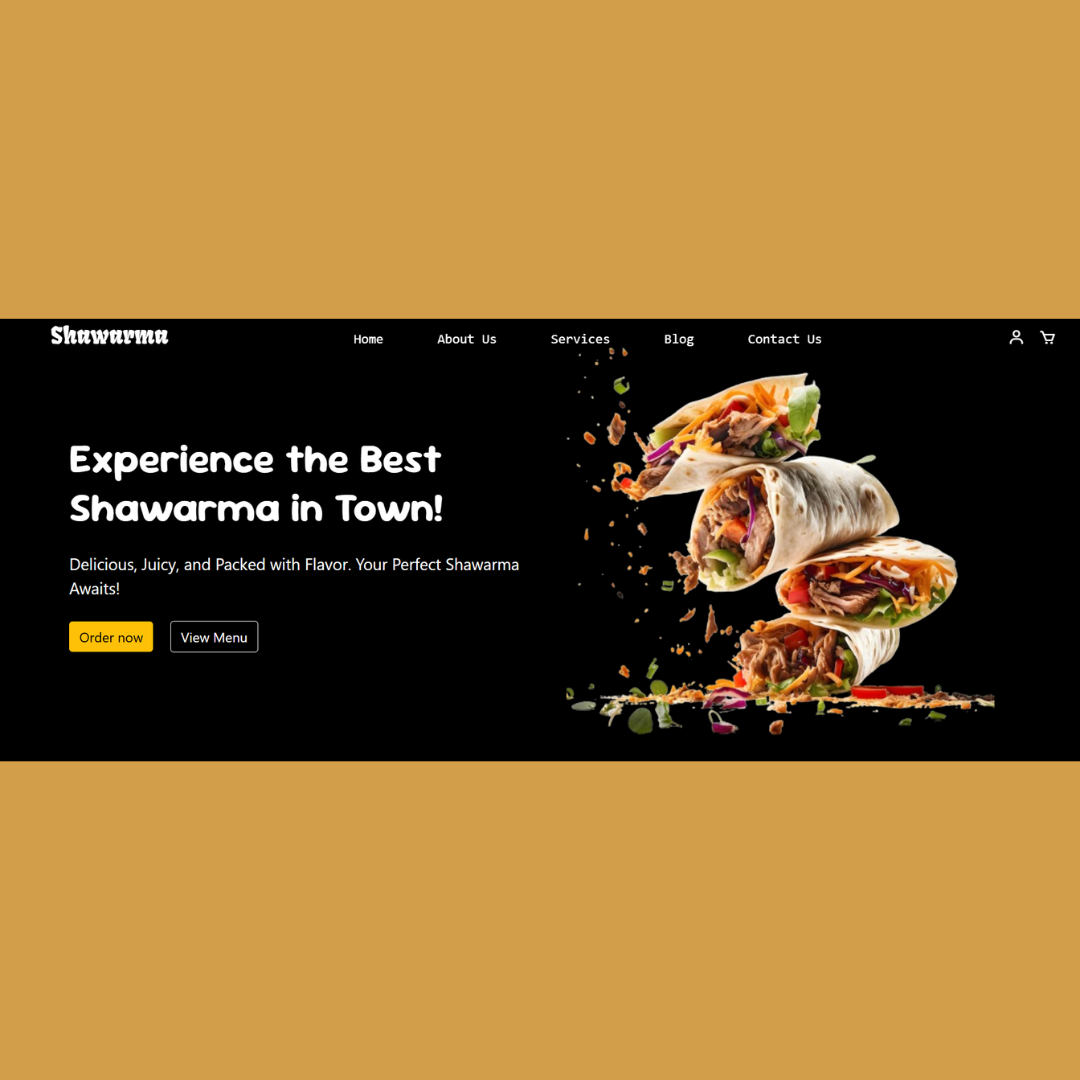 Shawarma
Home About Us Services Blog Contact Us
Experience the Best
Shawarma in Town!
Delicious, Juicy, and Packed with Flavor. Your Perfect Shawarma
Awaits!
Order now View Menu